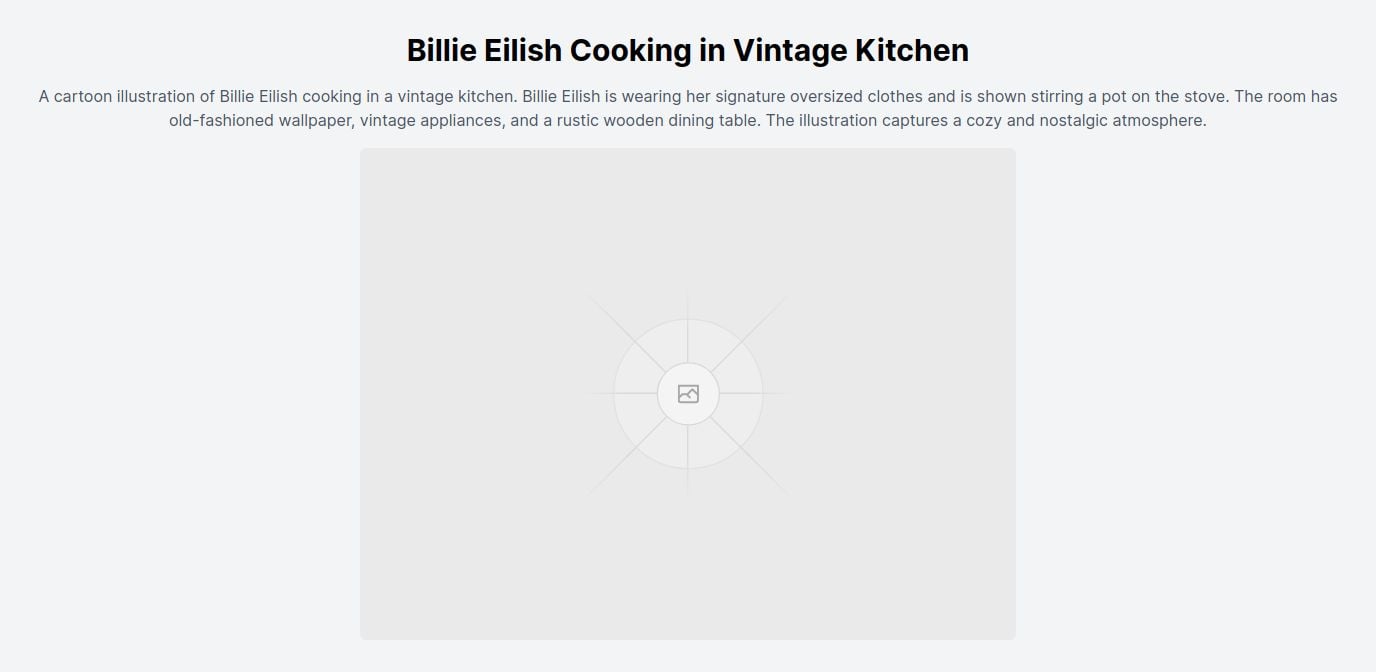 Billie Eilish Cooking in Vintage Kitchen
A cartoon illustration of Billie Eilish cooking in a vintage kitchen. Billie Eilish is wearing her signature oversized clothes and is shown stirring a pot on the stove. The room has
old-fashioned wallpaper, vintage appliances, and a rustic wooden dining table. The illustration captures a cozy and nostalgic atmosphere.